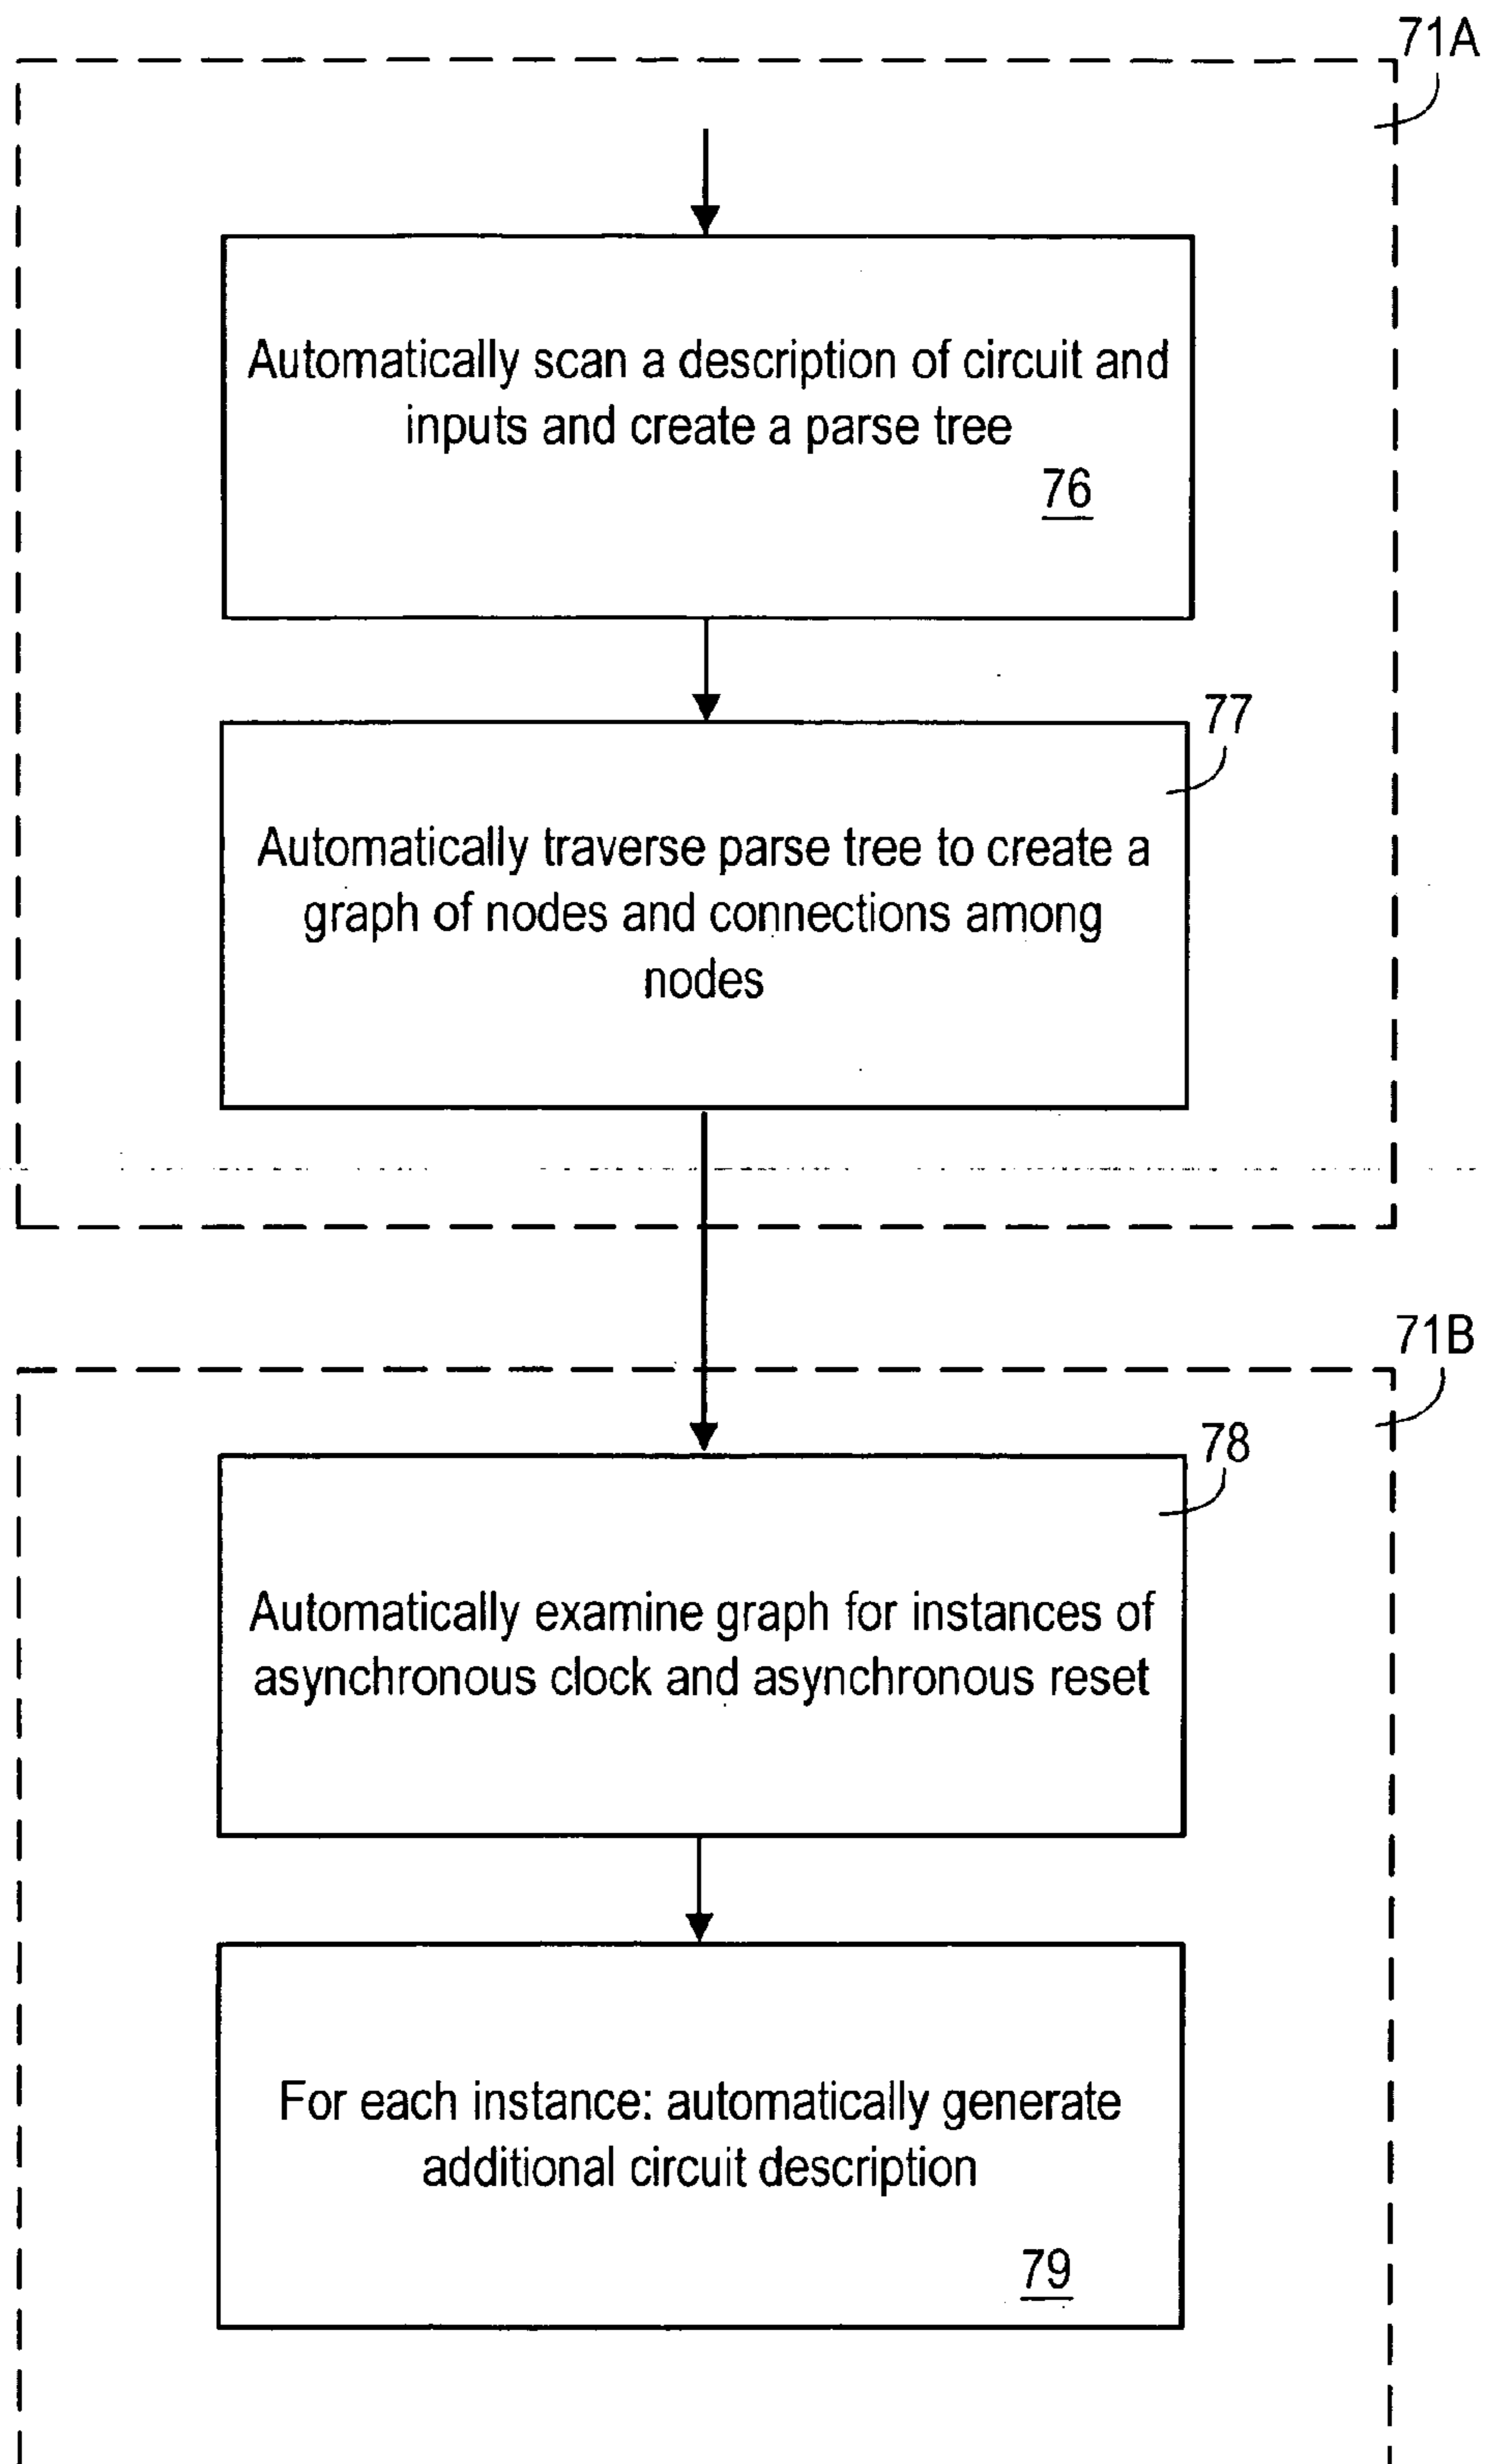 71A
Automatically scan a description of circuit and
inputs and create a parse tree
76
77
Automatically traverse parse tree to create a
graph of nodes and connections among
nodes
71B
78
Automatically examine graph for instances of
asynchronous clock and asynchronous reset
For each instance: automatically generate
additional circuit description
79